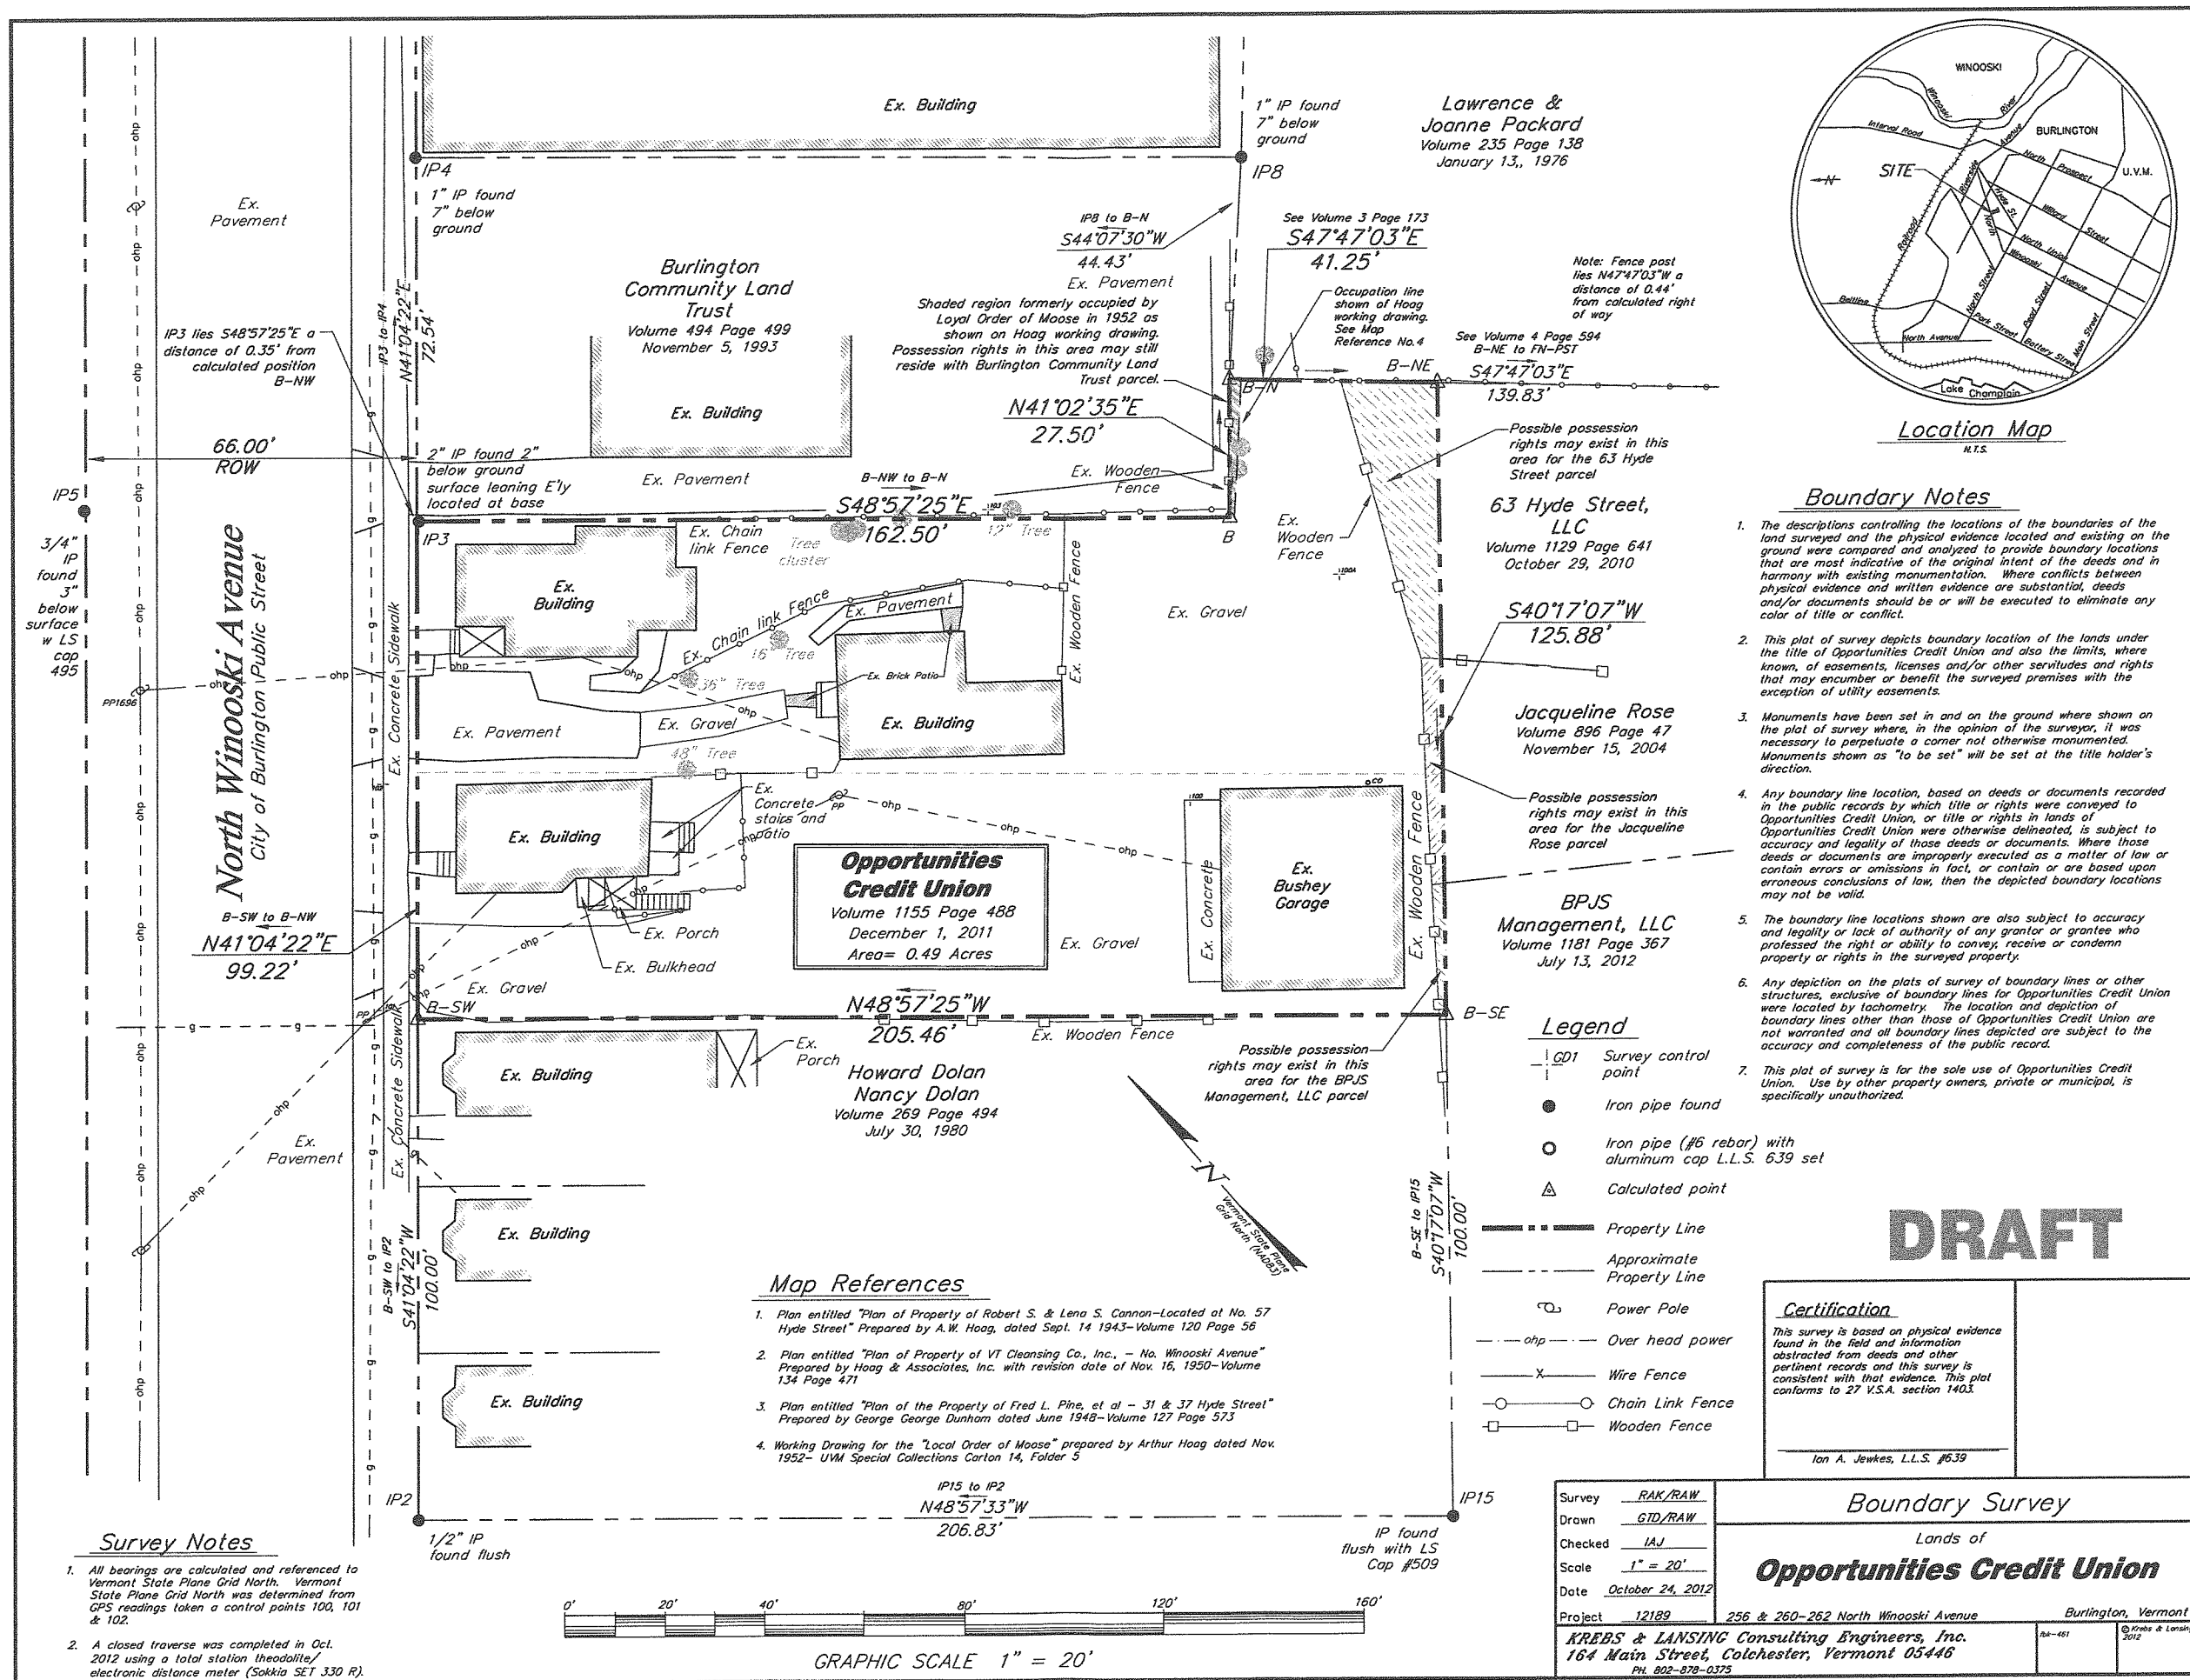 Ex. Building
1" IP found
7" below
ground
Lawrence &
Joanne Packard
Volume 235 Page 138
January 13,, 1976
IP4
IP8
1" IP found
7" below
ground
Ex.
Pavement
IP8 to B-N
S44°07'30"W
44.43'
See Volume 3 Page 173
S47°47'03"E
41.25'
Ex. Pavement
Note: Fence post
lies N47°47'03"W a
distance of 0.44'
from calculated right
of way
Burlington
Community Land
Trust
Volume 494 Page 499
November 5, 1993
Shaded region formerly occupied by
Loyal Order of Moose in 1952 as
shown on Hoag working drawing.
Possession rights in this area may still
reside with Burlington Community Land
Trust parcel.
Occupation line
shown of Hoag
working drawing.
See Map
Reference No.4
See Volume 4 Page 594
B-NE to FN-PST
S47°47'03"E
139.83'
IP3 to IP4
N41°04'22"E
72.54'
IP3 lies S48°57'25"E a
distance of 0.35' from
calculated position
B-NW
B-N
B-NE
Ex. Building
N41°02'35"E
27.50'
66.00'
ROW
2" IP found 2"
below ground
surface leaning E'ly
located at base
Ex. Pavement
Ex. Wooden
Fence
B-NW to B-N
S48°57'25"E
162.50'
Possible possession
rights may exist in this
area for the 63 Hyde
Street parcel
IP5
3/4"
IP
found
3"
below
surface
w LS
cap
495
IP3
Ex. Chain
link Fence
Tree
cluster
12" Tree
B
Ex.
Wooden
Fence
63 Hyde Street,
LLC
Volume 1129 Page 641
October 29, 2010
North Winooski Avenue
City of Burlington (Public Street
Ex. Concrete Sidewalk
Ex.
Building
Ex. Chain link Fence
Ex. Pavement
16" Tree
36" Tree
Ex. Brick Patio
Ex. Wooden Fence
Ex. Gravel
S40°17'07"W
125.88'
PP1696
ohp
Ex. Pavement
Ex. Gravel
48" Tree
Ex. Building
Jacqueline Rose
Volume 896 Page 47
November 15, 2004
Ex. Building
Ex.
Concrete
stairs and
patio
PP
ohp
CO
Possible possession
rights may exist in this
area for the Jacqueline
Rose parcel
Opportunities
Credit Union
Volume 1155 Page 488
December 1, 2011
Area= 0.49 Acres
Ex. Concrete
Ex.
Bushey
Garage
Ex. Wooden Fence
BPJS
Management, LLC
Volume 1181 Page 367
July 13, 2012
B-SW to B-NW
N41°04'22"E
99.22'
Ex. Porch
Ex. Bulkhead
Ex. Gravel
Ex. Gravel
B-SW
N48°57'25"W
205.46'
Ex. Wooden Fence
B-SE
PP
Ex. Concrete Sidewalk
Ex. Building
Ex.
Porch
Howard Dolan
Nancy Dolan
Volume 269 Page 494
July 30, 1980
Possible possession
rights may exist in this
area for the BPJS
Management, LLC parcel
Ex.
Pavement
N
Vermont State Plane
Grid North (NAD83)
B-SW to IP2
S41°04'22"W
100.00'
Ex. Building
Ex. Building
B-SE to IP15
S40°17'07"W
100.00'
Map References
1. Plan entitled "Plan of Property of Robert S. & Lena S. Cannon-Located at No. 57
Hyde Street" Prepared by A.W. Hoag, dated Sept. 14 1943-Volume 120 Page 56
2. Plan entitled "Plan of Property of VT Cleansing Co., Inc., - No. Winooski Avenue"
Prepared by Hoag & Associates, Inc. with revision date of Nov. 16, 1950-Volume
134 Page 471
3. Plan entitled "Plan of the Property of Fred L. Pine, et al - 31 & 37 Hyde Street"
Prepared by George George Dunham dated June 1948-Volume 127 Page 573
4. Working Drawing for the "Local Order of Moose" prepared by Arthur Hoag dated Nov.
1952- UVM Special Collections Carton 14, Folder 5
IP15 to IP2
N48°57'33"W
206.83'
IP2
1/2" IP
found flush
IP15
IP found
flush with LS
Cap #509
Survey Notes
1. All bearings are calculated and referenced to
Vermont State Plane Grid North. Vermont
State Plane Grid North was determined from
GPS readings taken a control points 100, 101
& 102.
2. A closed traverse was completed in Oct.
2012 using a total station theodolite/
electronic distance meter (Sokkia SET 330 R).
0' 20' 40' 80' 120' 160'
GRAPHIC SCALE 1" = 20'
WINOOSKI
Winooski River
Interval Road
BURLINGTON
U.V.M.
SITE
N
Riverside Avenue
Hyde St.
North Prospect
Willard Street
North Union
North Winooski Avenue
Railroad
North Street
Pearl Street
Main Street
Park Street
Battery Street
North Avenue
Lake Champlain
Location Map
N.T.S.
Boundary Notes
1. The descriptions controlling the locations of the boundaries of the
land surveyed and the physical evidence located and existing on the
ground were compared and analyzed to provide boundary locations
that are most indicative of the original intent of the deeds and in
harmony with existing monumentation. Where conflicts between
physical evidence and written evidence are substantial, deeds
and/or documents should be or will be executed to eliminate any
color of title or conflict.
2. This plat of survey depicts boundary location of the lands under
the title of Opportunities Credit Union and also the limits, where
known, of easements, licenses and/or other servitudes and rights
that may encumber or benefit the surveyed premises with the
exception of utility easements.
3. Monuments have been set in and on the ground where shown on
the plat of survey where, in the opinion of the surveyor, it was
necessary to perpetuate a corner not otherwise monumented.
Monuments shown as "to be set" will be set at the title holder's
direction.
4. Any boundary line location, based on deeds or documents recorded
in the public records by which title or rights were conveyed to
Opportunities Credit Union, or title or rights in lands of
Opportunities Credit Union were otherwise delineated, is subject to
accuracy and legality of those deeds or documents. Where those
deeds or documents are improperly executed as a matter of law or
contain errors or omissions in fact, or contain or are based upon
erroneous conclusions of law, then the depicted boundary locations
may not be valid.
5. The boundary line locations shown are also subject to accuracy
and legality or lack of authority of any grantor or grantee who
professed the right or ability to convey, receive or condemn
property or rights in the surveyed property.
6. Any depiction on the plats of survey of boundary lines or other
structures, exclusive of boundary lines for Opportunities Credit Union
were located by tachometry. The location and depiction of
boundary lines other than those of Opportunities Credit Union are
not warranted and all boundary lines depicted are subject to the
accuracy and completeness of the public record.
7. This plat of survey is for the sole use of Opportunities Credit
Union. Use by other property owners, private or municipal, is
specifically unauthorized.
Legend
GD1 Survey control
point
Iron pipe found
Iron pipe (#6 rebar) with
aluminum cap L.L.S. 639 set
Calculated point
Property Line
Approximate
Property Line
Power Pole
ohp Over head power
X Wire Fence
Chain Link Fence
Wooden Fence
DRAFT
Certification
This survey is based on physical evidence
found in the field and information
abstracted from deeds and other
pertinent records and this survey is
consistent with that evidence. This plat
conforms to 27 V.S.A. section 1403.
Ian A. Jewkes, L.L.S. #639
Survey RAK/RAW
Drawn GTD/RAW
Checked IAJ
Scale 1" = 20'
Date October 24, 2012
Project 12189
Boundary Survey
Lands of
Opportunities Credit Union
256 & 260-262 North Winooski Avenue Burlington, Vermont
KREBS & LANSING Consulting Engineers, Inc.
164 Main Street, Colchester, Vermont 05446
PH. 802-878-0375
fbk-461
© Krebs & Lansing
2012